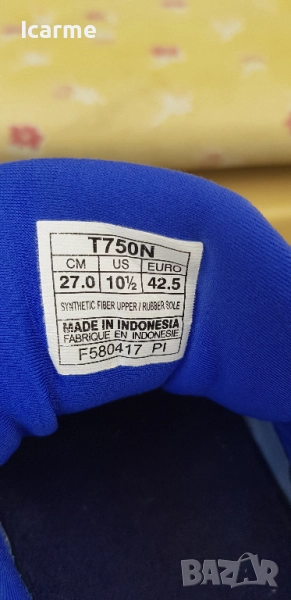 Icarme
T750N
CM US EURO
27.0 10½ 42.5
SYNTHETIC FIBER UPPER / RUBBER SOLE
MADE IN INDONESIA
FABRIQUE EN INDONESIE
F580417 PI
BAZAR